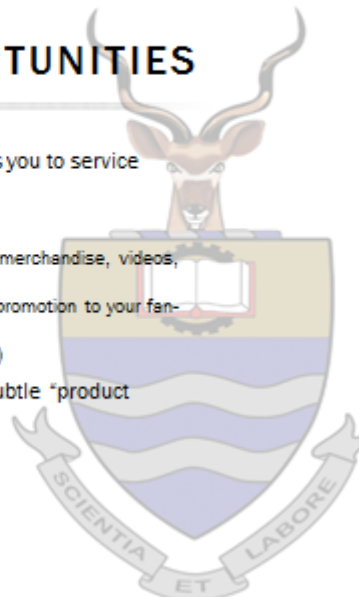 TUNITIES
s you to service
merchandise, videos,
promotion to your fan-
)
ubtle "product
SCIENTIA
ET
LABORE